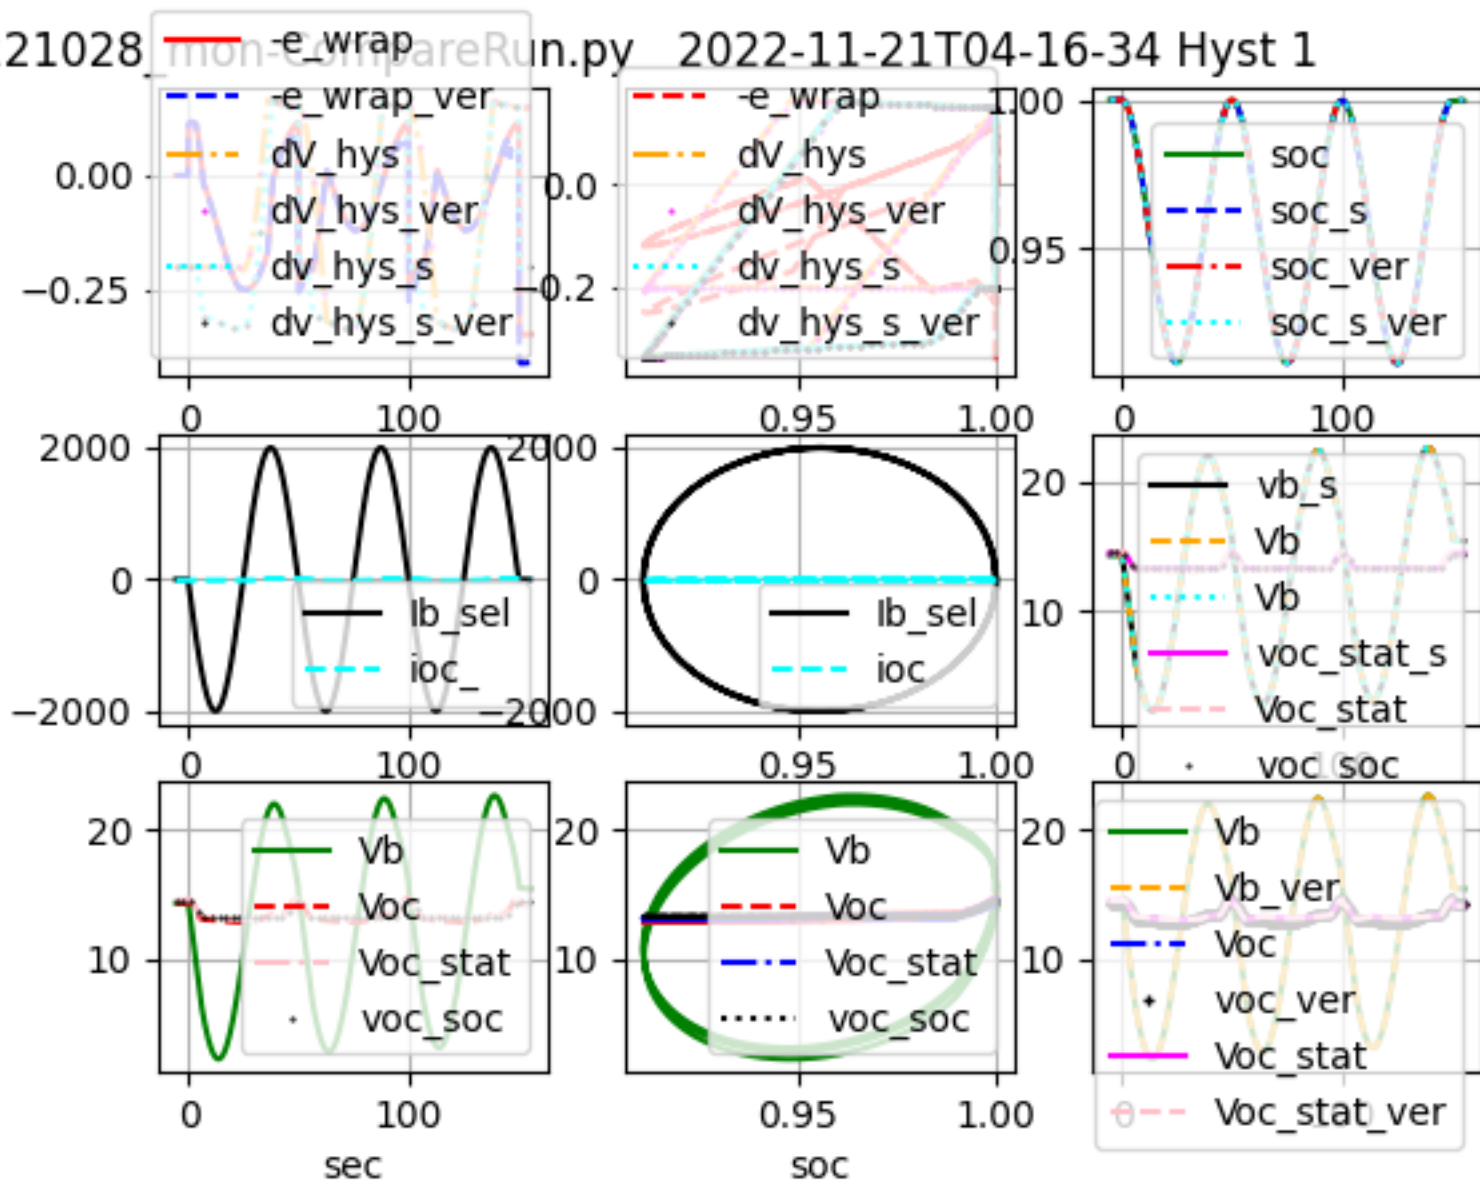 21028_mon-CompareRun.py 2022-11-21T04-16-34 Hyst 1
-e_wrap
-e_wrap_ver
dV_hys
dV_hys_ver
dv_hys_s
dv_hys_s_ver
0.00
−0.25
0 100
-e_wrap
dV_hys
dV_hys_ver
dv_hys_s
dv_hys_s_ver
0.0
−0.2
0.95 1.00
soc
soc_s
soc_ver
soc_s_ver
1.00
0.95
0 100
2000
0
−2000
Ib_sel
ioc_
0 100
2000
0
−2000
Ib_sel
ioc
0.95 1.00
20
10
vb_s
Vb
Vb
voc_stat_s
Voc_stat
voc_soc
0 100
20
10
Vb
Voc
Voc_stat
voc_soc
0 100
sec
20
10
Vb
Voc
Voc_stat
voc_soc
0.95 1.00
soc
20
10
Vb
Vb_ver
Voc
voc_ver
Voc_stat
Voc_stat_ver
0 100